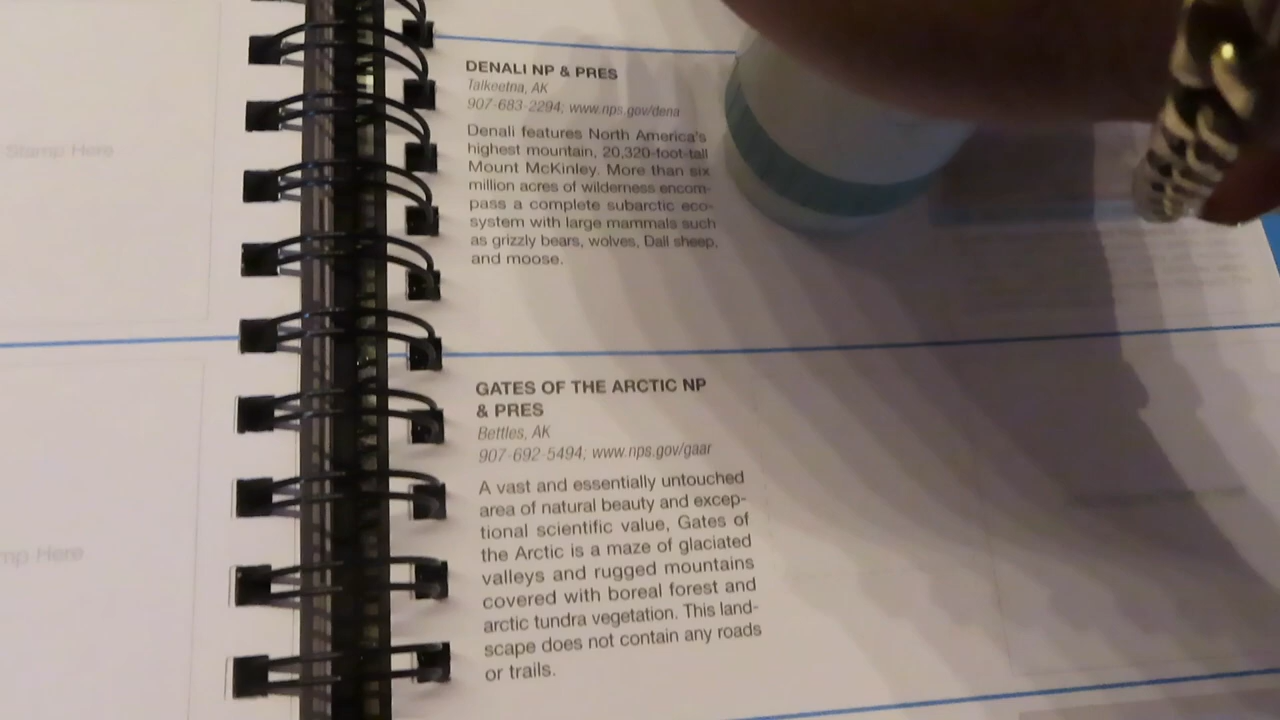 Stamp Here
DENALI NP & PRES
Talkeetna, AK
907-683-2294; www.nps.gov/dena
Denali features North America's
highest mountain, 20,320-foot-tall
Mount McKinley. More than six
million acres of wilderness encom-
pass a complete subarctic eco-
system with large mammals such
as grizzly bears, wolves, Dall sheep,
and moose.
Here
GATES OF THE ARCTIC NP
& PRES
Bettles, AK
907-692-5494; www.nps.gov/gaar
A vast and essentially untouched
area of natural beauty and excep-
tional scientific value, Gates of
the Arctic is a maze of glaciated
valleys and rugged mountains
covered with boreal forest and
arctic tundra vegetation. This land-
scape does not contain any roads
or trails.